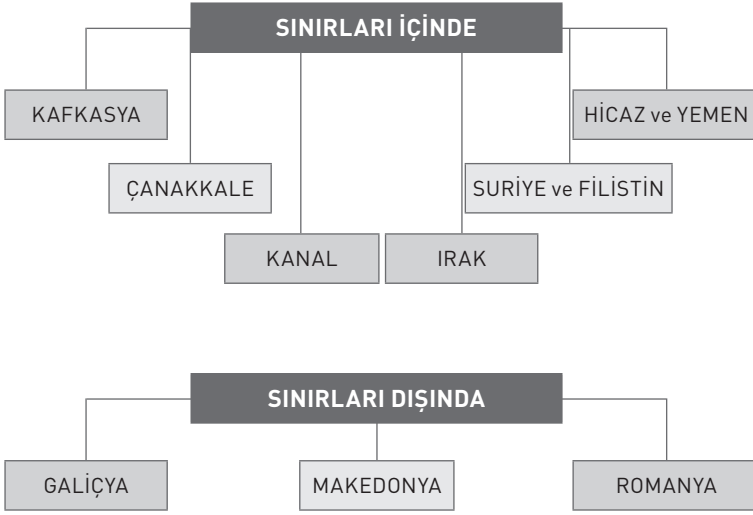 SINIRLARI İÇİNDE
KAFKASYA
HİCAZ ve YEMEN
ÇANAKKALE
SURİYE ve FİLİSTİN
KANAL
IRAK
SINIRLARI DIŞINDA
GALİÇYA
MAKEDONYA
ROMANYA